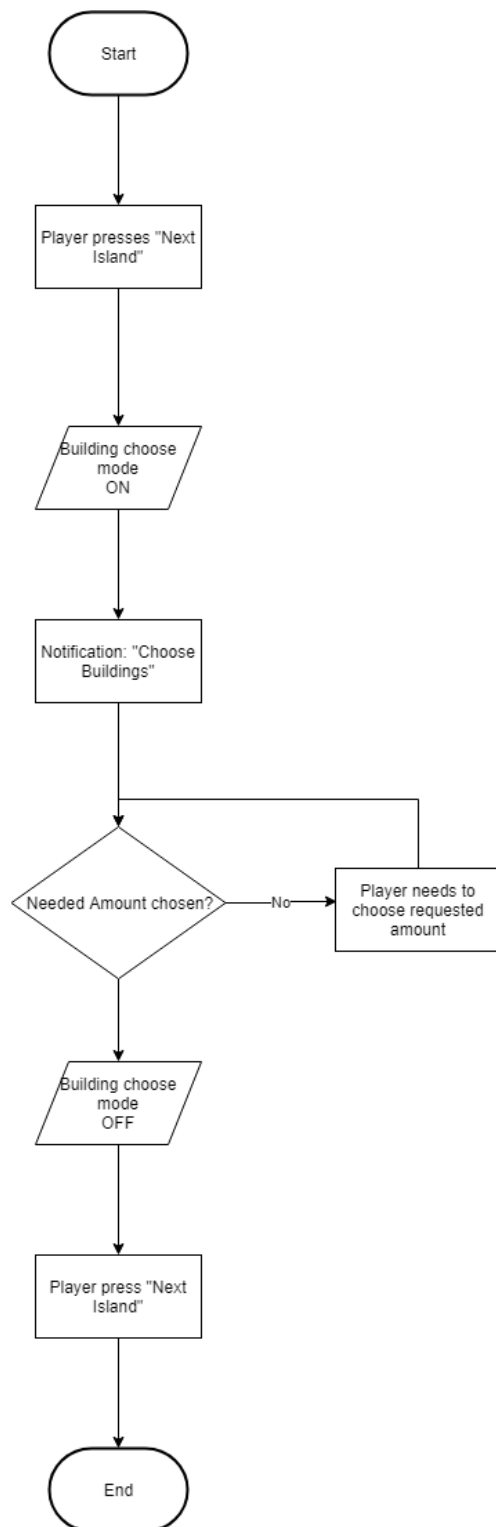 Start
Player presses "Next
Island"
Building choose
mode
ON
Notification: "Choose
Buildings"
Needed Amount chosen?
No
Player needs to
choose requested
amount
Building choose
mode
OFF
Player press "Next
Island"
End